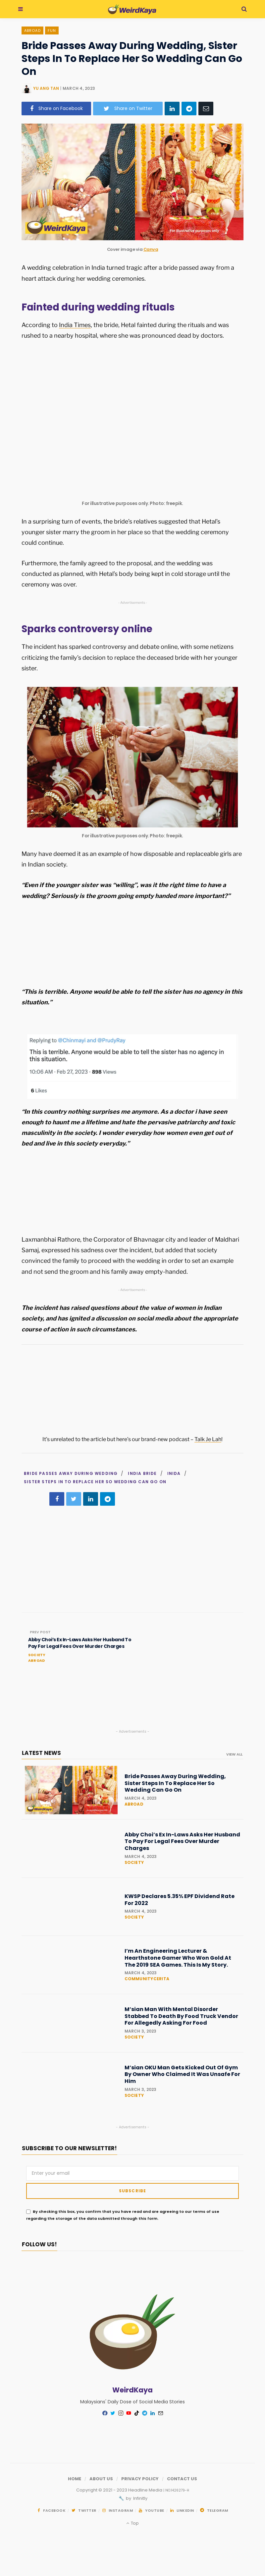 WeirdKaya
ABROAD FUN
Bride Passes Away During Wedding, Sister
Steps In To Replace Her So Wedding Can Go
On
YUANG TAN | MARCH 4, 2023
Share on Facebook
Share on Twitter
WeirdKaya
For illustrative purposes only
Cover image via Canva
A wedding celebration in India turned tragic after a bride passed away from a
heart attack during her wedding ceremonies.
Fainted during wedding rituals
According to India Times, the bride, Hetal fainted during the rituals and was
rushed to a nearby hospital, where she was pronounced dead by doctors.
For illustrative purposes only. Photo: freepik.
In a surprising turn of events, the bride's relatives suggested that Hetal's
younger sister marry the groom in her place so that the wedding ceremony
could continue.
Furthermore, the family agreed to the proposal, and the wedding was
conducted as planned, with Hetal's body being kept in cold storage until the
ceremony was over.
- Advertisements -
Sparks controversy online
The incident has sparked controversy and debate online, with some netizens
criticizing the family's decision to replace the deceased bride with her younger
sister.
For illustrative purposes only. Photo: freepik.
Many have deemed it as an example of how disposable and replaceable girls are
in Indian society.
"Even if the younger sister was "willing", was it the right time to have a
wedding? Seriously is the groom going empty handed more important?"
"This is terrible. Anyone would be able to tell the sister has no agency in this
situation."
Replying to @Chinmayi and @PrudyRay
This is terrible. Anyone would be able to tell the sister has no agency in this
situation.
10:06 AM · Feb 27, 2023 · 898 Views
6 Likes
"In this country nothing surprises me anymore. As a doctor i have seen
enough to haunt me a lifetime and hate the pervasive patriarchy and toxic
masculinity in the society. I wonder everyday how women even get out of
bed and live in this society everyday."
Laxmanbhai Rathore, the Corporator of Bhavnagar city and leader of Maldhari
Samaj, expressed his sadness over the incident, but added that society
convinced the family to proceed with the wedding in order to set an example
and not send the groom and his family away empty-handed.
- Advertisements -
The incident has raised questions about the value of women in Indian
society, and has ignited a discussion on social media about the appropriate
course of action in such circumstances.
It's unrelated to the article but here's our brand-new podcast – Talk Je Lah!
BRIDE PASSES AWAY DURING WEDDING / INDIA BRIDE / INIDA /
SISTER STEPS IN TO REPLACE HER SO WEDDING CAN GO ON
PREV POST
Abby Choi's Ex In-Laws Asks Her Husband To
Pay For Legal Fees Over Murder Charges
SOCIETY
ABROAD
- Advertisements -
LATEST NEWS
VIEW ALL
Bride Passes Away During Wedding,
Sister Steps In To Replace Her So
Wedding Can Go On
MARCH 4, 2023
ABROAD
Abby Choi's Ex In-Laws Asks Her Husband
To Pay For Legal Fees Over Murder
Charges
MARCH 4, 2023
SOCIETY
KWSP Declares 5.35% EPF Dividend Rate
For 2022
MARCH 4, 2023
SOCIETY
I'm An Engineering Lecturer &
Hearthstone Gamer Who Won Gold At
The 2019 SEA Games. This Is My Story.
MARCH 4, 2023
COMMUNITYCERITA
M'sian Man With Mental Disorder
Stabbed To Death By Food Truck Vendor
For Allegedly Asking For Food
MARCH 3, 2023
SOCIETY
M'sian OKU Man Gets Kicked Out Of Gym
By Owner Who Claimed It Was Unsafe For
Him
MARCH 3, 2023
SOCIETY
- Advertisements -
SUBSCRIBE TO OUR NEWSLETTER!
Enter your email
SUBSCRIBE
By checking this box, you confirm that you have read and are agreeing to our terms of use
regarding the storage of the data submitted through this form.
FOLLOW US!
WeirdKaya
Malaysians' Daily Dose of Social Media Stories
HOME ABOUT US PRIVACY POLICY CONTACT US
Copyright © 2021 - 2023 Headline Media
by Infinity
FACEBOOK TWITTER INSTAGRAM YOUTUBE LINKEDIN TELEGRAM
Top